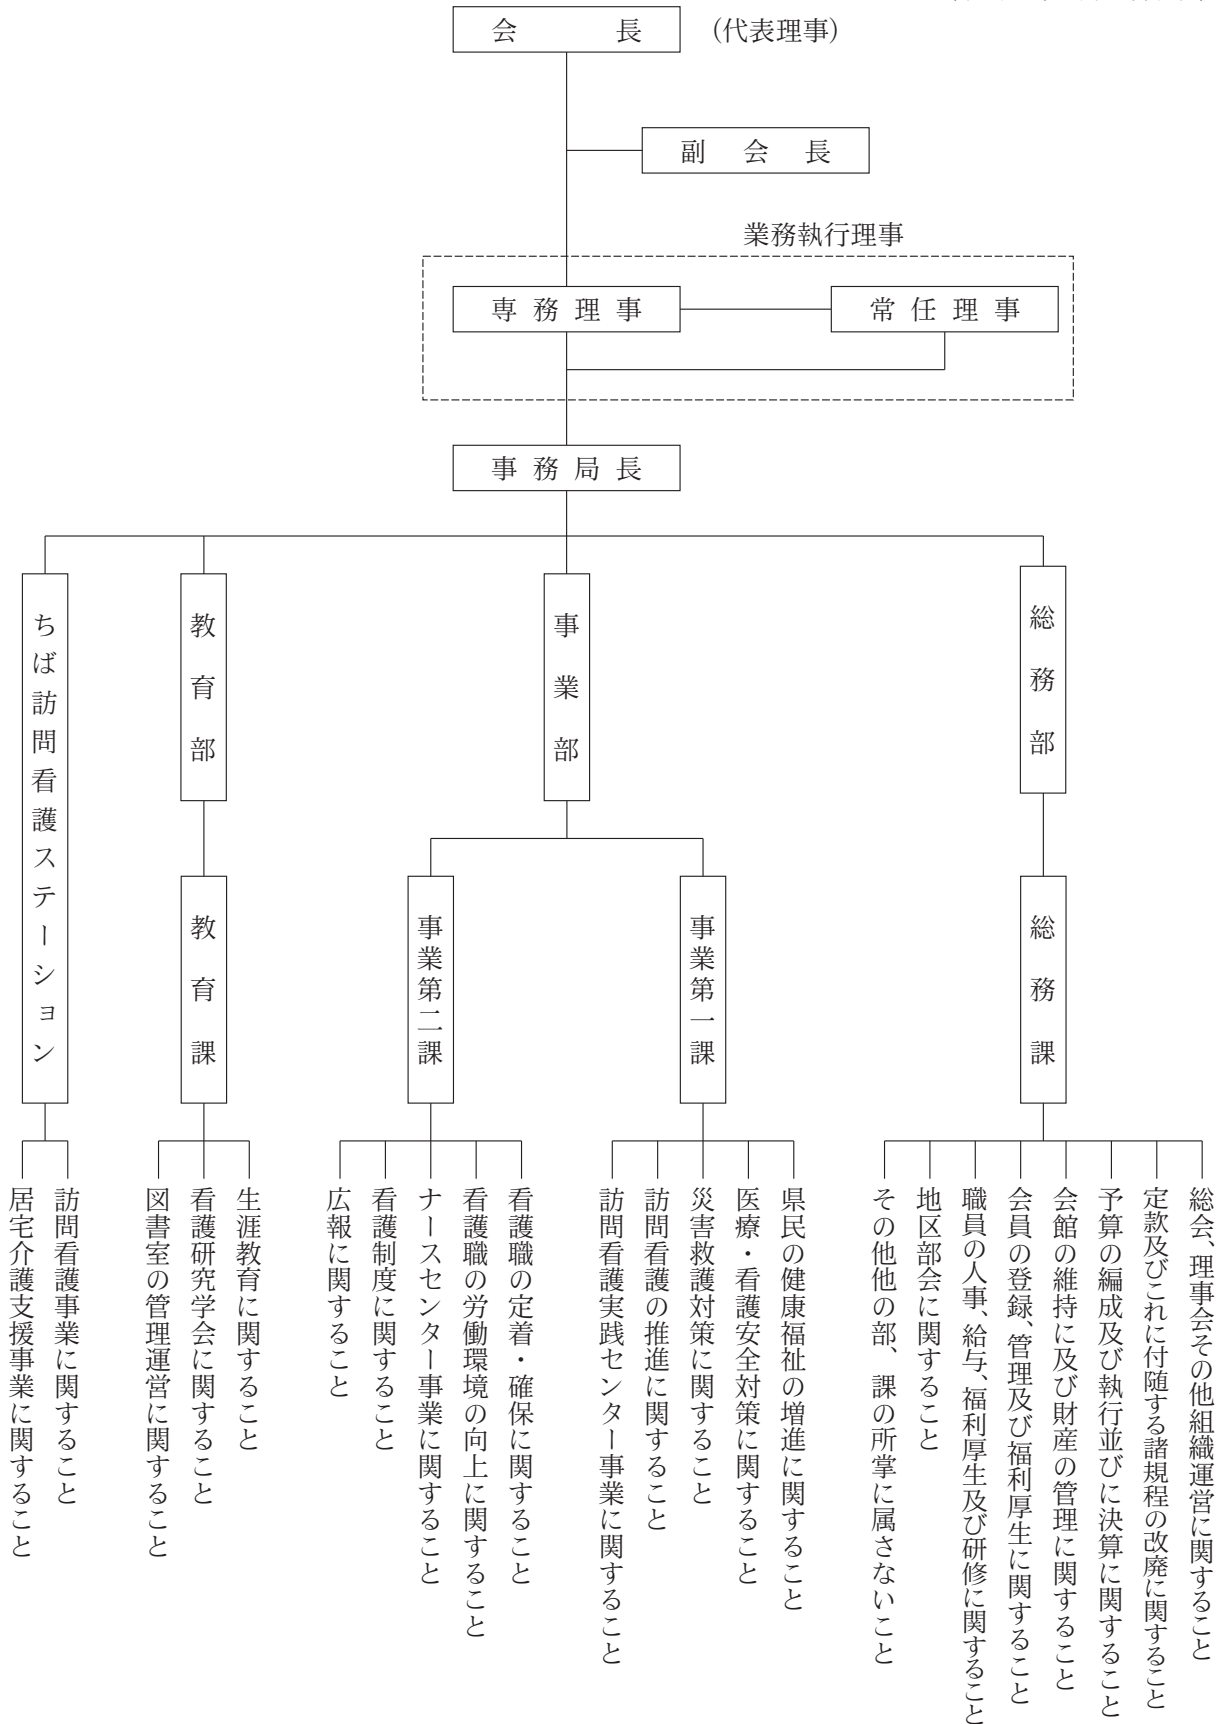 会長
(代表理事)
副会長
業務執行理事
専務理事
常任理事
事務局長
総務部
事業部
教育部
ちば訪問看護ステーション
総務課
事業第一課
事業第二課
教育課
総会、理事会その他組織運営に関すること
定款及びこれに付随する諸規程の改廃に関すること
予算の編成及び執行並びに決算に関すること
会館の維持に及び財産の管理に関すること
会員の登録、管理及び福利厚生に関すること
職員の人事、給与、福利厚生及び研修に関すること
地区部会に関すること
その他他の部、課の所掌に属さないこと
県民の健康福祉の増進に関すること
医療・看護安全対策に関すること
災害救護対策に関すること
訪問看護の推進に関すること
訪問看護実践センター事業に関すること
看護職の定着・確保に関すること
看護職の労働環境の向上に関すること
ナースセンター事業に関すること
看護制度に関すること
広報に関すること
生涯教育に関すること
看護研究学会に関すること
図書室の管理運営に関すること
訪問看護事業に関すること
居宅介護支援事業に関すること